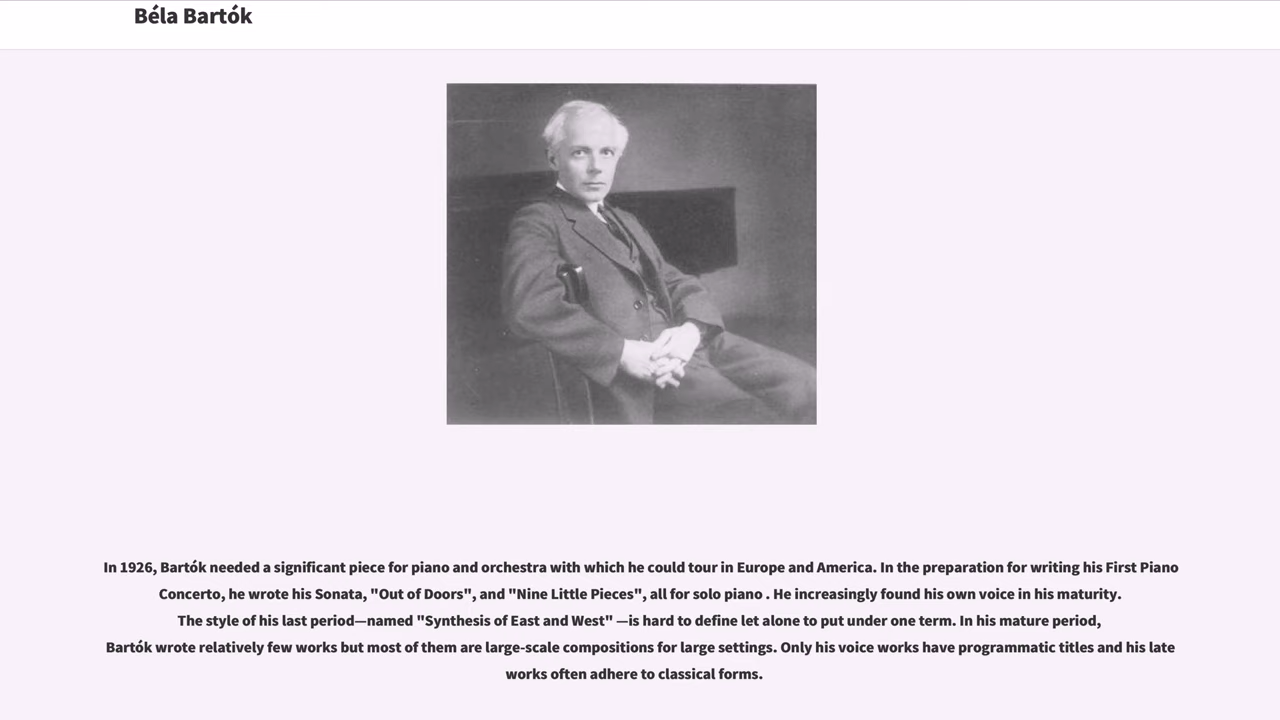 Béla Bartók
In 1926, Bartók needed a significant piece for piano and orchestra with which he could tour in Europe and America. In the preparation for writing his First Piano
Concerto, he wrote his Sonata, "Out of Doors", and "Nine Little Pieces", all for solo piano . He increasingly found his own voice in his maturity.
The style of his last period—named "Synthesis of East and West" —is hard to define let alone to put under one term. In his mature period,
Bartók wrote relatively few works but most of them are large-scale compositions for large settings. Only his voice works have programmatic titles and his late
works often adhere to classical forms.